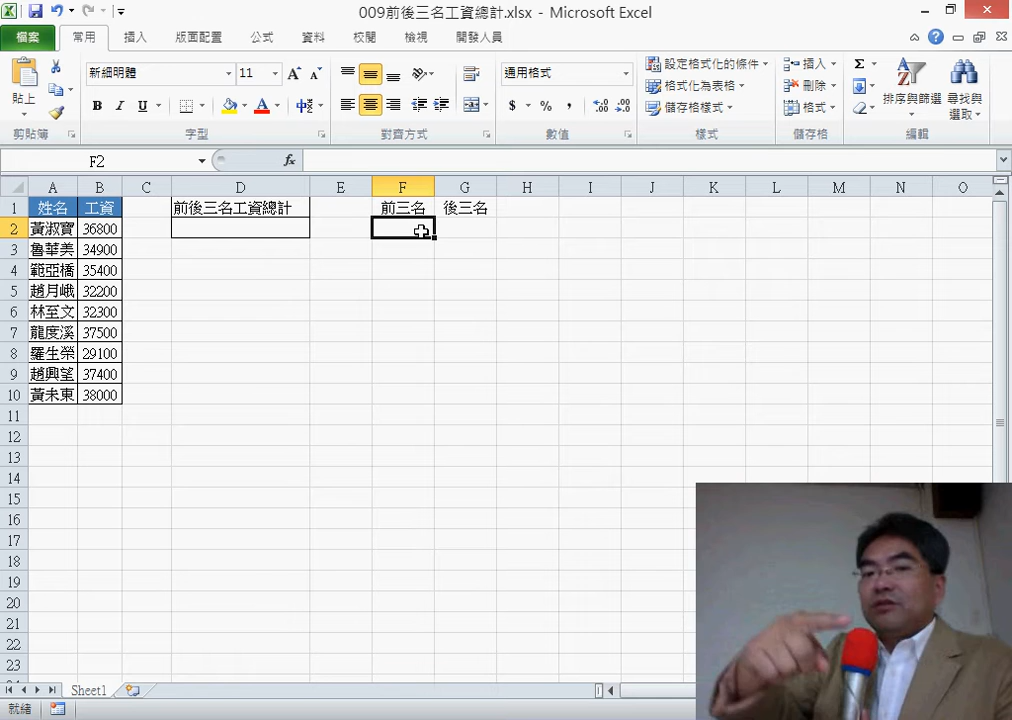 009前後三名工資總計.xlsx - Microsoft Excel
檔案 常用 插入 版面配置 公式 資料 校閱 檢視 開發人員
新細明體 11 通用格式 設定格式化的條件 插入
貼上 格式化為表格 刪除 排序與篩選 尋找與選取
B I U 中 $ % , 儲存格樣式 格式
剪貼簿 字型 對齊方式 數值 樣式 儲存格 編輯
F2 fx
A B C D E F G H I J K L M N O
1 姓名 工資 前後三名工資總計 前三名 後三名
2 黃淑寶 36800
3 魯華美 34900
4 範亞橋 35400
5 趙月峨 32200
6 林至文 32300
7 龍度溪 37500
8 羅生榮 29100
9 趙興望 37400
10 黃未東 38000
11
12
13
14
15
16
17
18
19
20
21
22
23
Sheet1
就緒